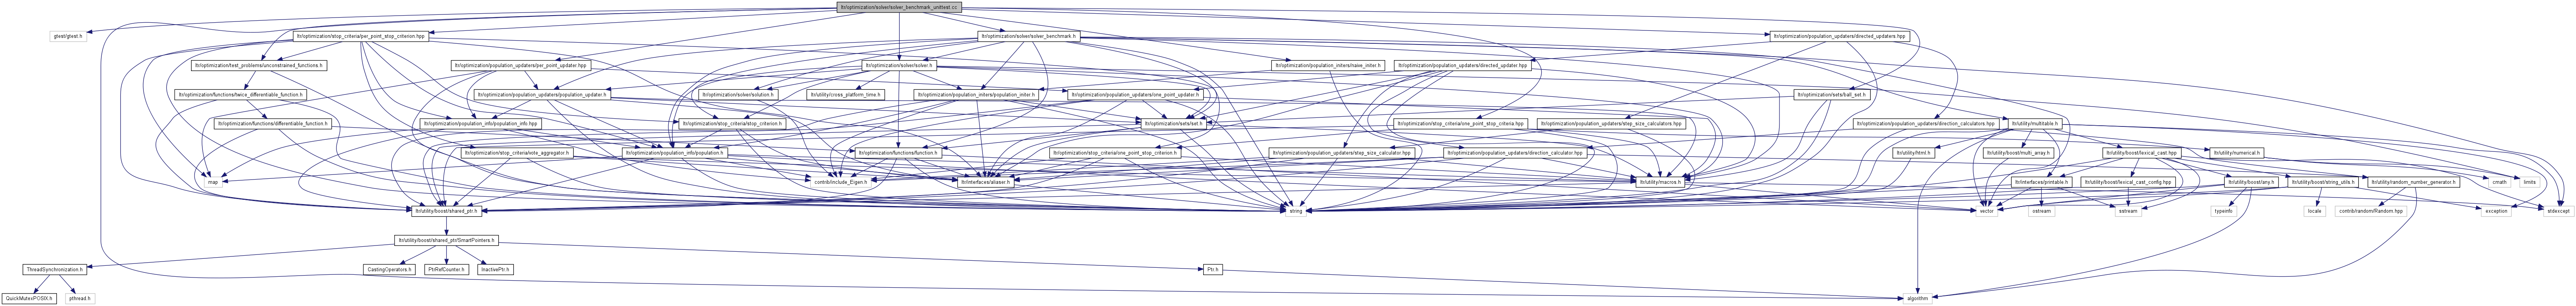 ltr/optimization/solver/solver_benchmark_unittest.cc
gtest/gtest.h
ltr/optimization/stop_criteria/per_point_stop_criterion.hpp
ltr/optimization/solver/solver_benchmark.h
ltr/optimization/population_updaters/directed_updaters.hpp
ltr/optimization/test_problems/unconstrained_functions.h
ltr/optimization/population_updaters/per_point_updater.hpp
ltr/optimization/solver/solver.h
ltr/optimization/population_initers/naive_initer.h
ltr/optimization/population_updaters/directed_updater.hpp
ltr/optimization/functions/twice_differentiable_function.h
ltr/optimization/population_updaters/population_updater.h
ltr/optimization/solver/solution.h
ltr/utility/cross_platform_time.h
ltr/optimization/population_initers/population_initer.h
ltr/optimization/population_updaters/one_point_updater.h
ltr/optimization/sets/ball_set.h
ltr/optimization/functions/differentiable_function.h
ltr/optimization/population_info/population_info.hpp
ltr/optimization/stop_criteria/stop_criterion.h
ltr/optimization/sets/set.h
ltr/optimization/stop_criteria/one_point_stop_criteria.hpp
ltr/optimization/population_updaters/step_size_calculators.hpp
ltr/optimization/population_updaters/direction_calculators.hpp
ltr/utility/multitable.h
ltr/optimization/stop_criteria/vote_aggregator.h
ltr/optimization/population_info/population.h
ltr/optimization/functions/function.h
ltr/optimization/stop_criteria/one_point_stop_criterion.h
ltr/optimization/population_updaters/step_size_calculator.hpp
ltr/optimization/population_updaters/direction_calculator.hpp
ltr/utility/html.h
ltr/utility/boost/multi_array.h
ltr/utility/boost/lexical_cast.hpp
ltr/utility/numerical.h
map
contrib/include_Eigen.h
ltr/interfaces/aliaser.h
ltr/utility/macros.h
ltr/interfaces/printable.h
ltr/utility/boost/lexical_cast_config.hpp
ltr/utility/boost/any.h
ltr/utility/boost/string_utils.h
ltr/utility/random_number_generator.h
cmath
limits
ltr/utility/boost/shared_ptr.h
string
vector
ostream
sstream
typeinfo
locale
contrib/random/Random.hpp
exception
stdexcept
ltr/utility/boost/shared_ptr/SmartPointers.h
ThreadSynchronization.h
CastingOperators.h
PtrRefCounter.h
InactivePtr.h
Ptr.h
QuickMutexPOSIX.h
pthread.h
algorithm